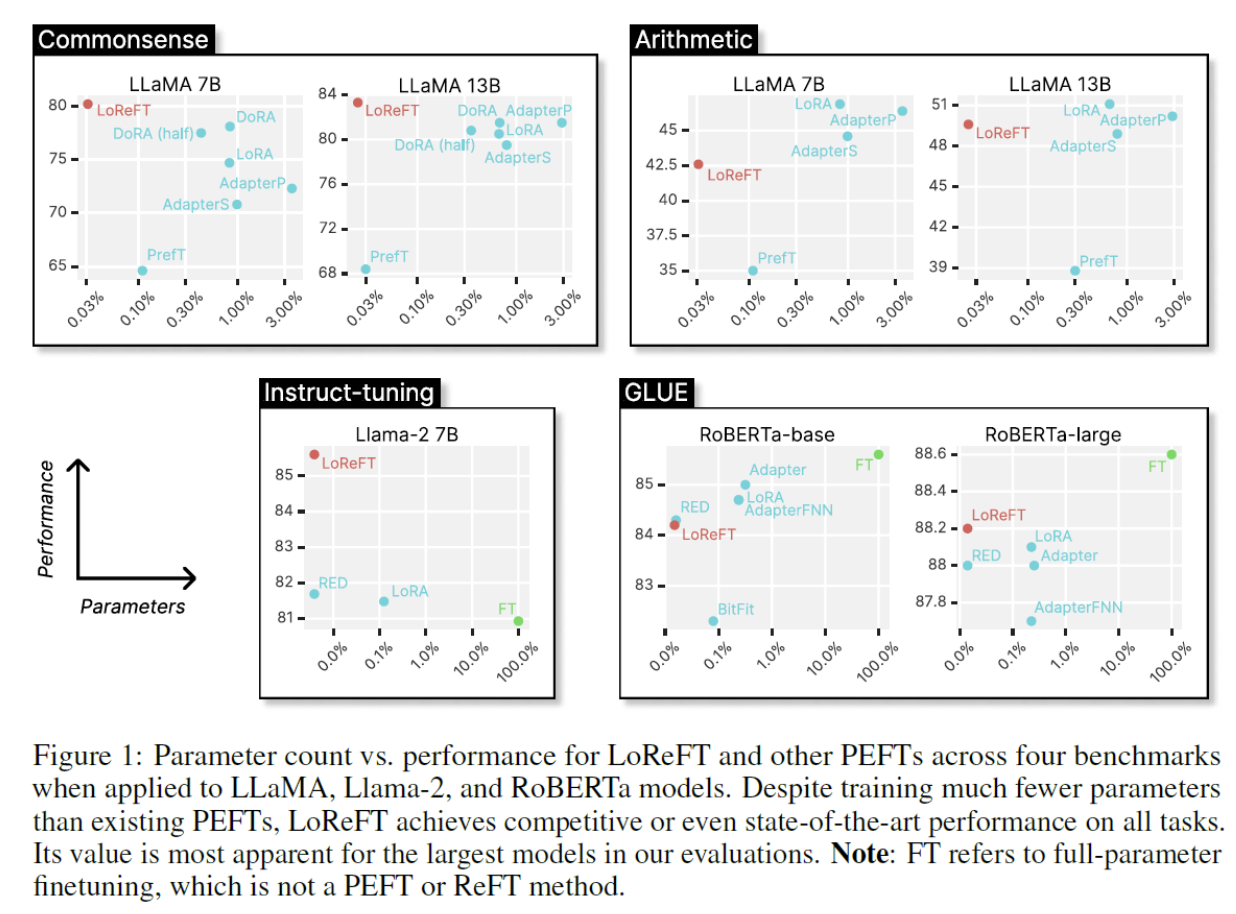 Commonsense
LLaMA 7B
80
75
70
65
LoReFT
DoRA (half)
DoRA
LoRA
AdapterP
AdapterS
PrefT
0.03%
0.10%
0.30%
1.00%
3.00%
LLaMA 13B
84
80
76
72
68
LoReFT
DoRA
AdapterP
LoRA
DoRA (half)
AdapterS
PrefT
0.03%
0.10%
0.30%
1.00%
3.00%
Arithmetic
LLaMA 7B
45
42.5
40
37.5
35
LoRA
AdapterP
AdapterS
LoReFT
PrefT
0.03%
0.10%
0.30%
1.00%
3.00%
LLaMA 13B
51
48
45
42
39
LoRA
AdapterP
LoReFT
AdapterS
PrefT
0.03%
0.10%
0.30%
1.00%
3.00%
Performance
Parameters
Instruct-tuning
Llama-2 7B
85
84
83
82
81
LoReFT
RED
LoRA
FT
0.0%
0.1%
1.0%
10.0%
100.0%
GLUE
RoBERTa-base
85
84
83
FT
Adapter
LoRA
RED
AdapterFNN
LoReFT
BitFit
0.0%
0.1%
1.0%
10.0%
100.0%
RoBERTa-large
88.6
88.4
88.2
88
87.8
FT
LoReFT
LoRA
RED
Adapter
AdapterFNN
0.0%
0.1%
1.0%
10.0%
100.0%
Figure 1: Parameter count vs. performance for LoReFT and other PEFTs across four benchmarks
when applied to LLaMA, Llama-2, and RoBERTa models. Despite training much fewer parameters
than existing PEFTs, LoReFT achieves competitive or even state-of-the-art performance on all tasks.
Its value is most apparent for the largest models in our evaluations. Note: FT refers to full-parameter
finetuning, which is not a PEFT or ReFT method.